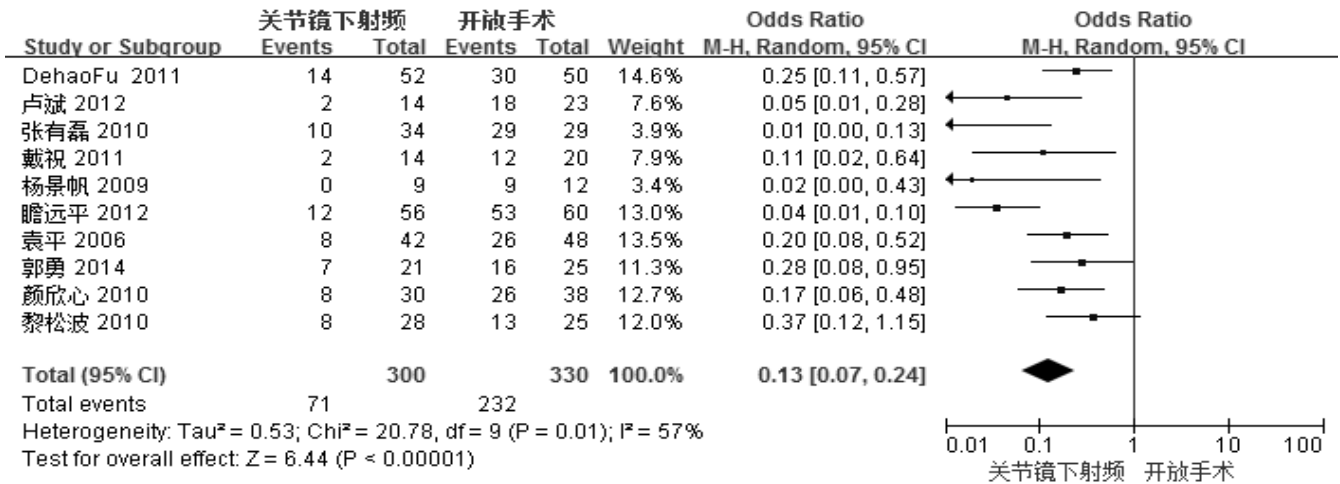 关节镜下射频 开放手术 Odds Ratio Odds Ratio
Study or Subgroup Events Total Events Total Weight M-H, Random, 95% CI M-H, Random, 95% CI
DehaoFu 2011 14 52 30 50 14.6% 0.25 [0.11, 0.57]
卢斌 2012 2 14 18 23 7.6% 0.05 [0.01, 0.28]
张有磊 2010 10 34 29 29 3.9% 0.01 [0.00, 0.13]
戴祝 2011 2 14 12 20 7.9% 0.11 [0.02, 0.64]
杨景帆 2009 0 9 9 12 3.4% 0.02 [0.00, 0.43]
瞻远平 2012 12 56 53 60 13.0% 0.04 [0.01, 0.10]
袁平 2006 8 42 26 48 13.5% 0.20 [0.08, 0.52]
郭勇 2014 7 21 16 25 11.3% 0.28 [0.08, 0.95]
颜欣心 2010 8 30 26 38 12.7% 0.17 [0.06, 0.48]
黎松波 2010 8 28 13 25 12.0% 0.37 [0.12, 1.15]
Total (95% CI) 300 330 100.0% 0.13 [0.07, 0.24]
Total events 71 232
Heterogeneity: Tau² = 0.53; Chi² = 20.78, df = 9 (P = 0.01); I² = 57%
Test for overall effect: Z = 6.44 (P < 0.00001)
0.01 0.1 1 10 100
关节镜下射频 开放手术